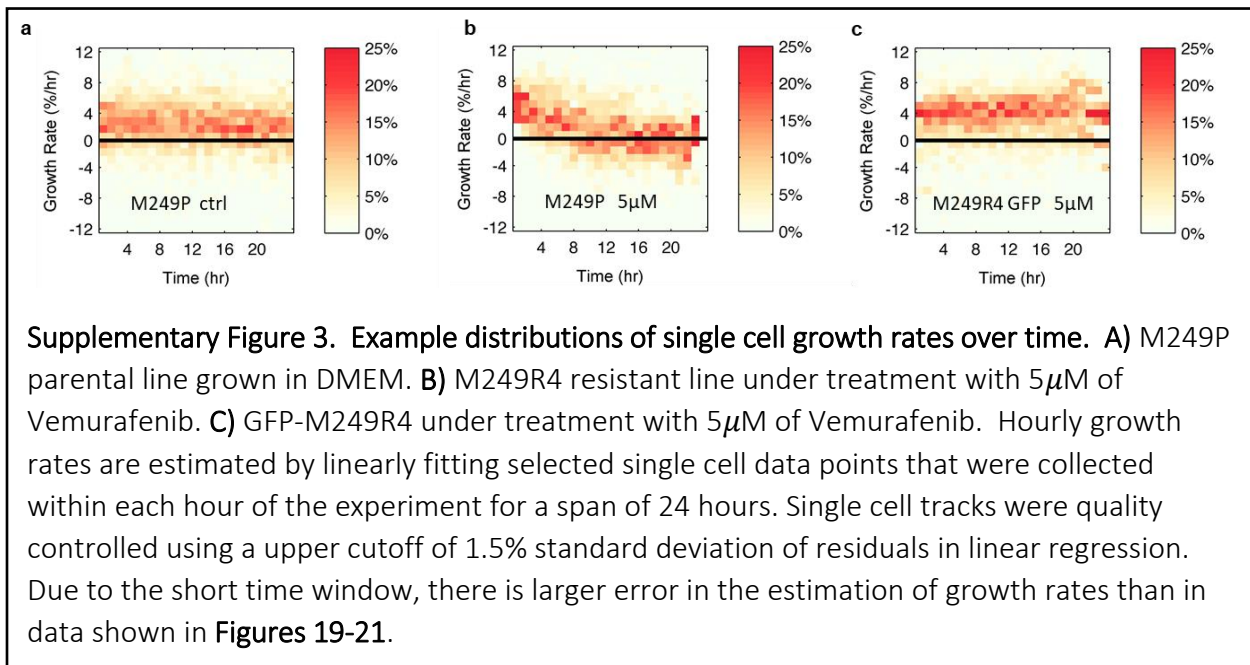 a
12
8
4
0
-4
-8
-12
Growth Rate (%/hr)
M249P ctrl
4 8 12 16 20
Time (hr)
25%
20%
15%
10%
5%
0%
b
12
8
4
0
-4
-8
-12
Growth Rate (%/hr)
M249P 5μM
4 8 12 16 20
Time (hr)
25%
20%
15%
10%
5%
0%
c
12
8
4
0
-4
-8
-12
Growth Rate (%/hr)
M249R4 GFP 5μM
4 8 12 16 20
Time (hr)
25%
20%
15%
10%
5%
0%
Supplementary Figure 3. Example distributions of single cell growth rates over time. A) M249P
parental line grown in DMEM. B) M249R4 resistant line under treatment with 5μM of
Vemurafenib. C) GFP-M249R4 under treatment with 5μM of Vemurafenib. Hourly growth
rates are estimated by linearly fitting selected single cell data points that were collected
within each hour of the experiment for a span of 24 hours. Single cell tracks were quality
controlled using a upper cutoff of 1.5% standard deviation of residuals in linear regression.
Due to the short time window, there is larger error in the estimation of growth rates than in
data shown in Figures 19-21.